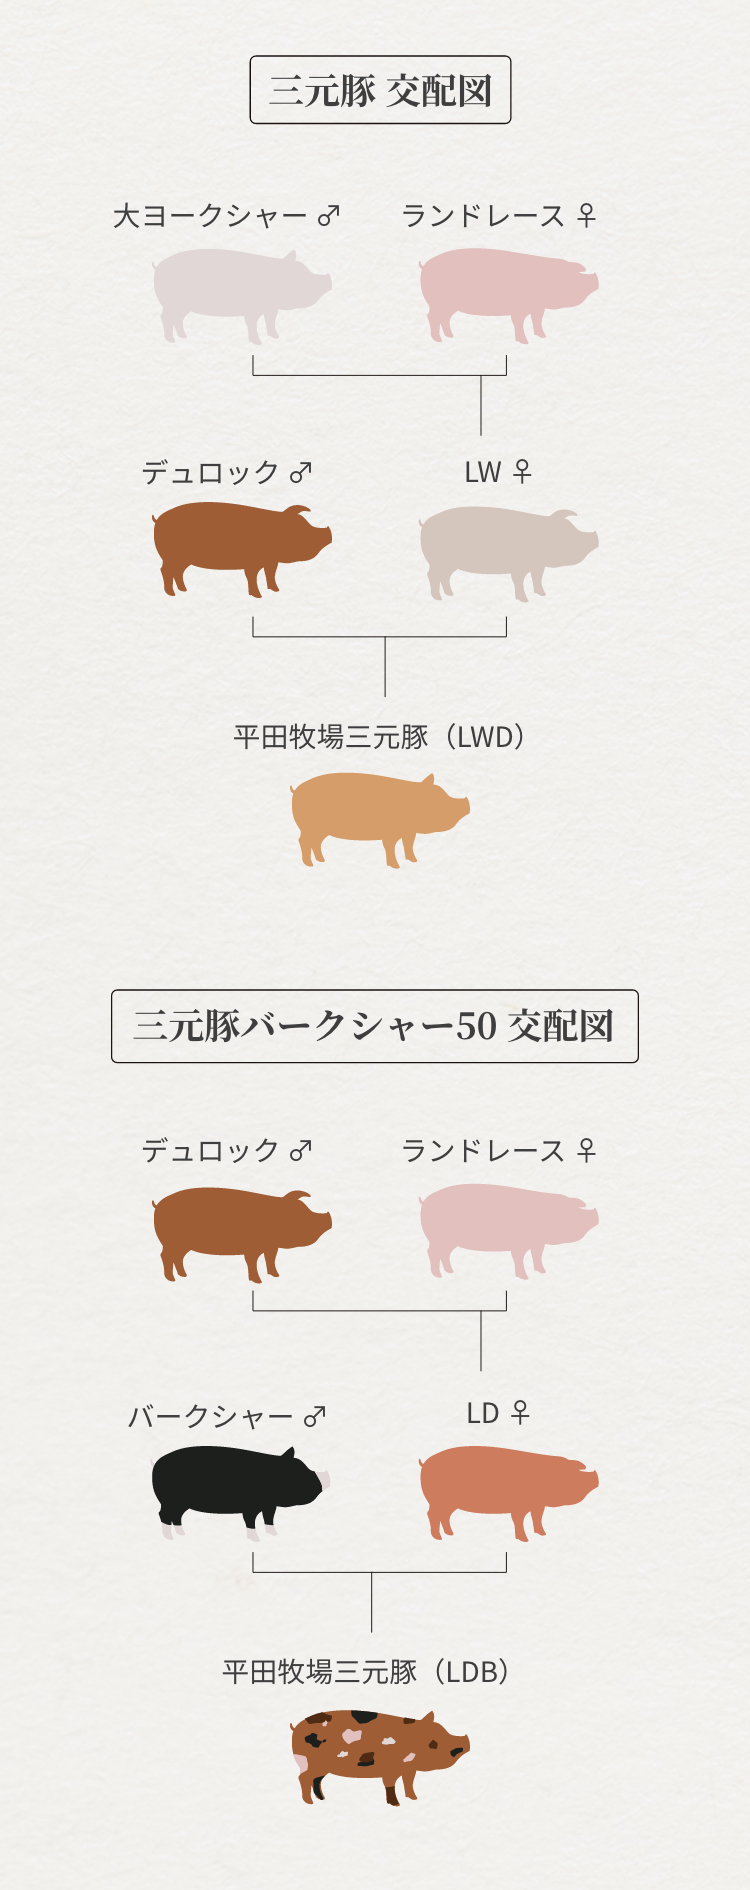 三元豚 交配図
大ヨークシャー ♂ ランドレース ♀
デュロック ♂ LW ♀
平田牧場三元豚（LWD）
三元豚バークシャー50 交配図
デュロック ♂ ランドレース ♀
バークシャー ♂ LD ♀
平田牧場三元豚（LDB）